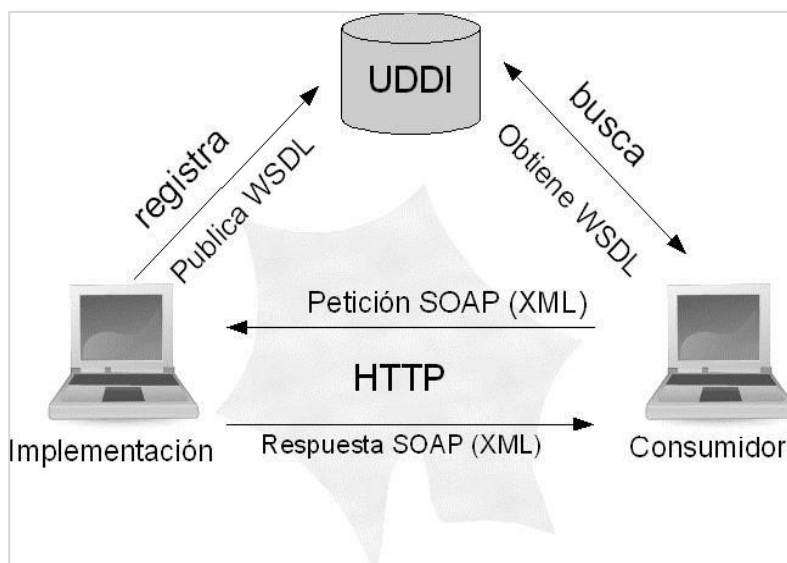 UDDI
registra
Publica WSDL
busca
Obtiene WSDL
Petición SOAP (XML)
HTTP
Respuesta SOAP (XML)
Implementación
Consumidor